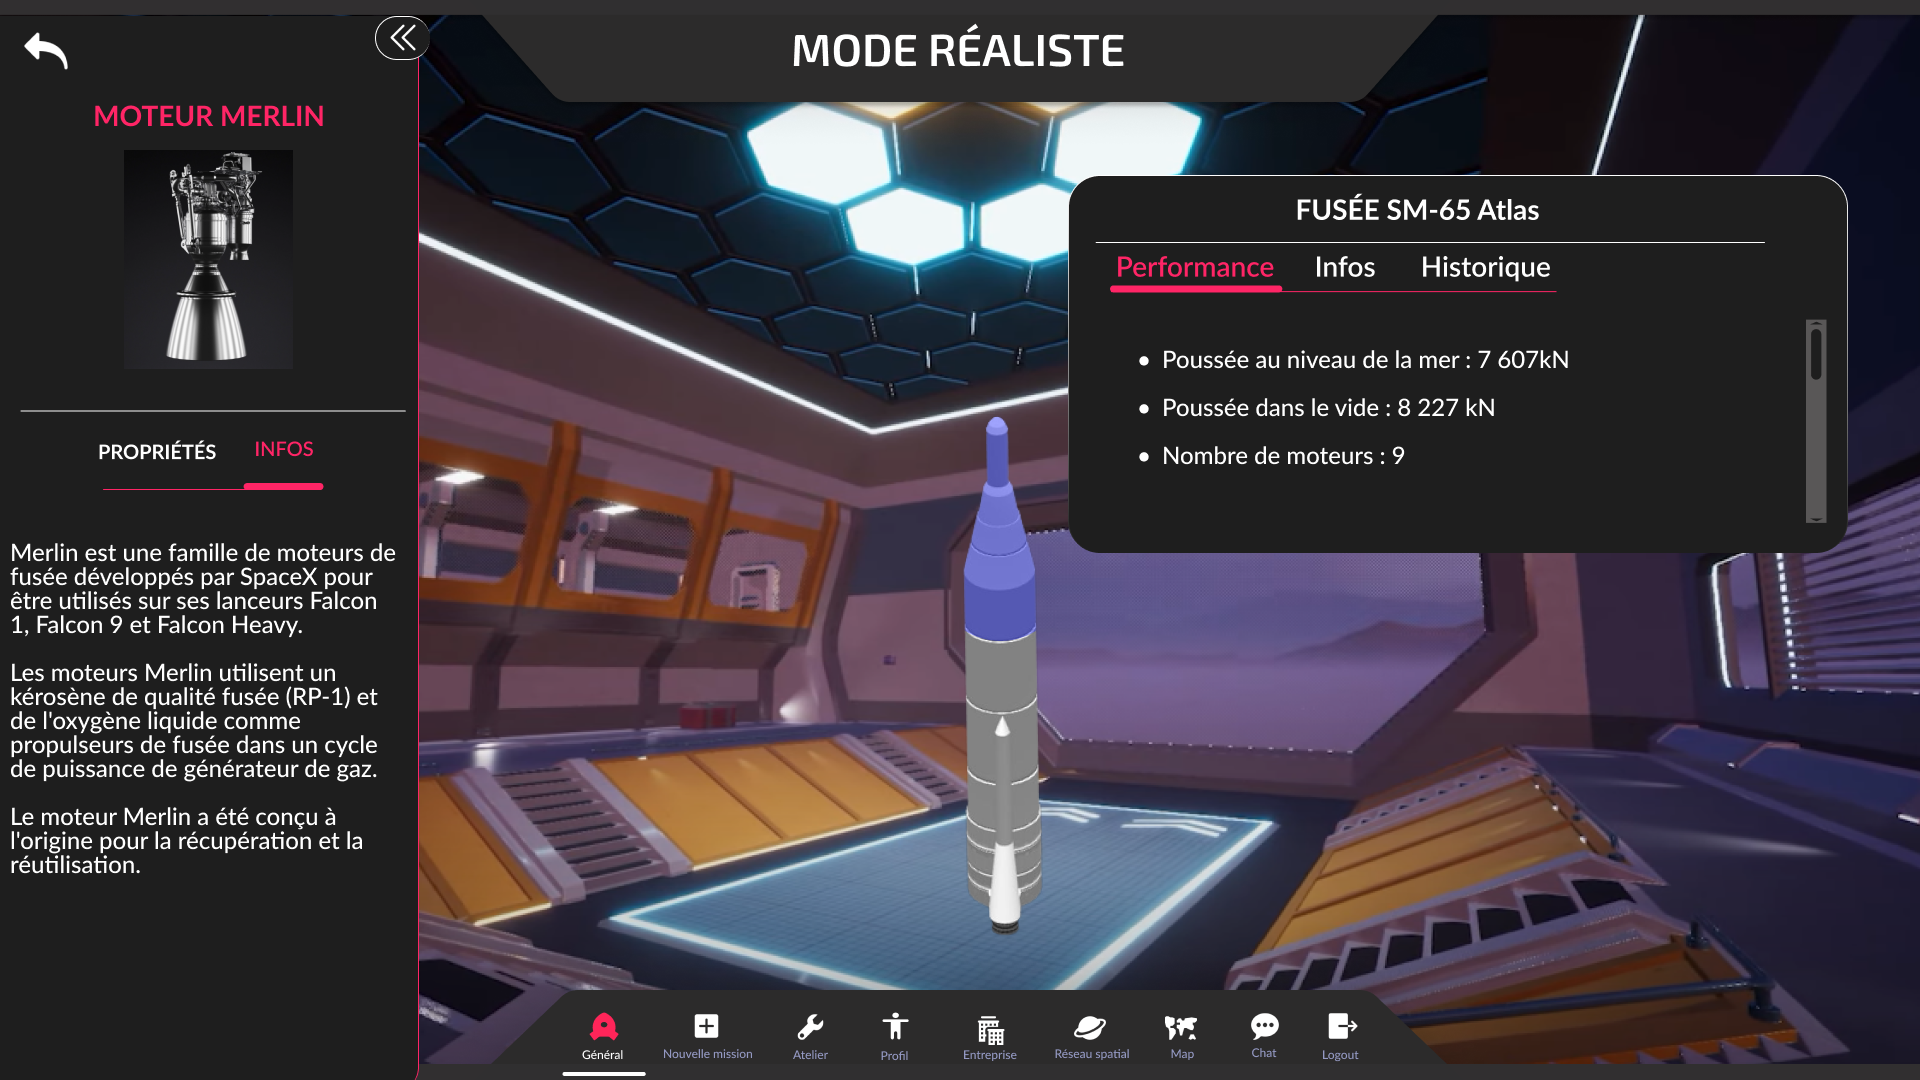 MODE RÉALISTE
MOTEUR MERLIN
PROPRIÉTÉS
INFOS
Merlin est une famille de moteurs de
fusée développés par SpaceX pour
être utilisés sur ses lanceurs Falcon
1, Falcon 9 et Falcon Heavy.
Les moteurs Merlin utilisent un
kérosène de qualité fusée (RP-1) et
de l'oxygène liquide comme
propulseurs de fusée dans un cycle
de puissance de générateur de gaz.
Le moteur Merlin a été conçu à
l'origine pour la récupération et la
réutilisation.
FUSÉE SM-65 Atlas
Performance
Infos
Historique
• Poussée au niveau de la mer : 7 607kN
• Poussée dans le vide : 8 227 kN
• Nombre de moteurs : 9
Général
Nouvelle mission
Atelier
Profil
Entreprise
Réseau spatial
Map
Chat
Logout